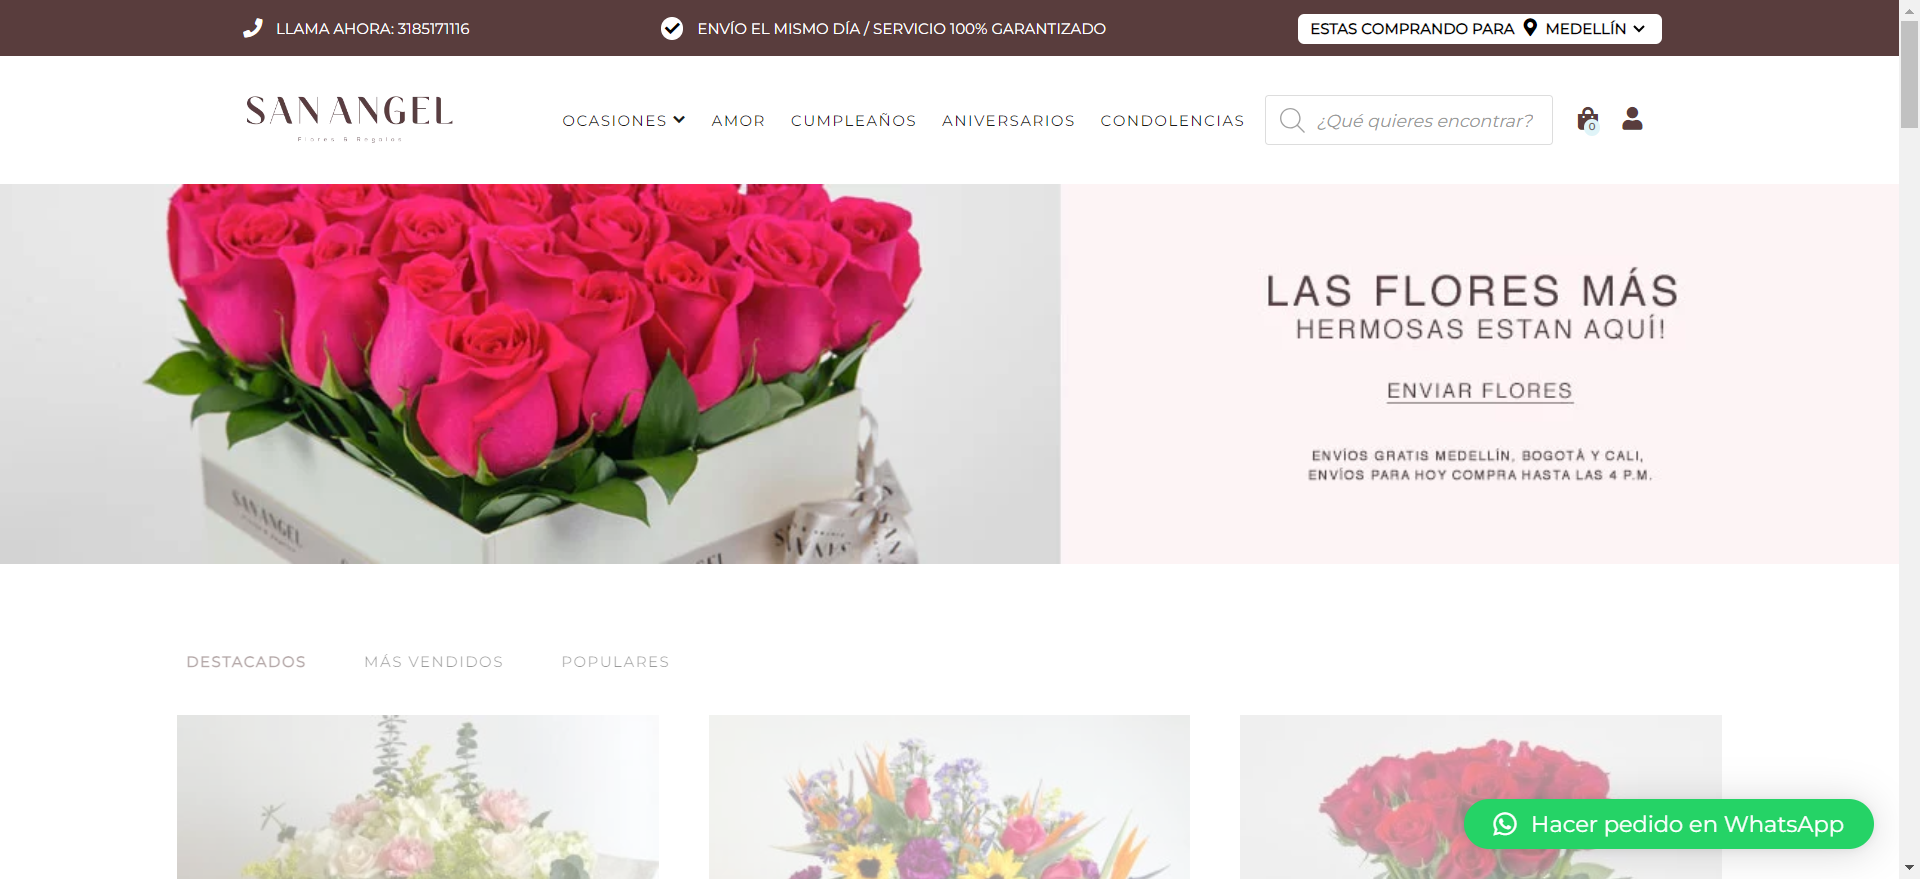 LLAMA AHORA: 3185171116
ENVÍO EL MISMO DÍA / SERVICIO 100% GARANTIZADO
ESTAS COMPRANDO PARA MEDELLÍN
SAN ANGEL
Flores & Regalos
OCASIONES
AMOR
CUMPLEAÑOS
ANIVERSARIOS
CONDOLENCIAS
¿Qué quieres encontrar?
0
LAS FLORES MÁS
HERMOSAS ESTAN AQUÍ!
ENVIAR FLORES
ENVÍOS GRATIS MEDELLÍN, BOGOTÁ Y CALI,
ENVÍOS PARA HOY COMPRA HASTA LAS 4 P.M.
SAN ANGEL
DESTACADOS
MÁS VENDIDOS
POPULARES
Hacer pedido en WhatsApp